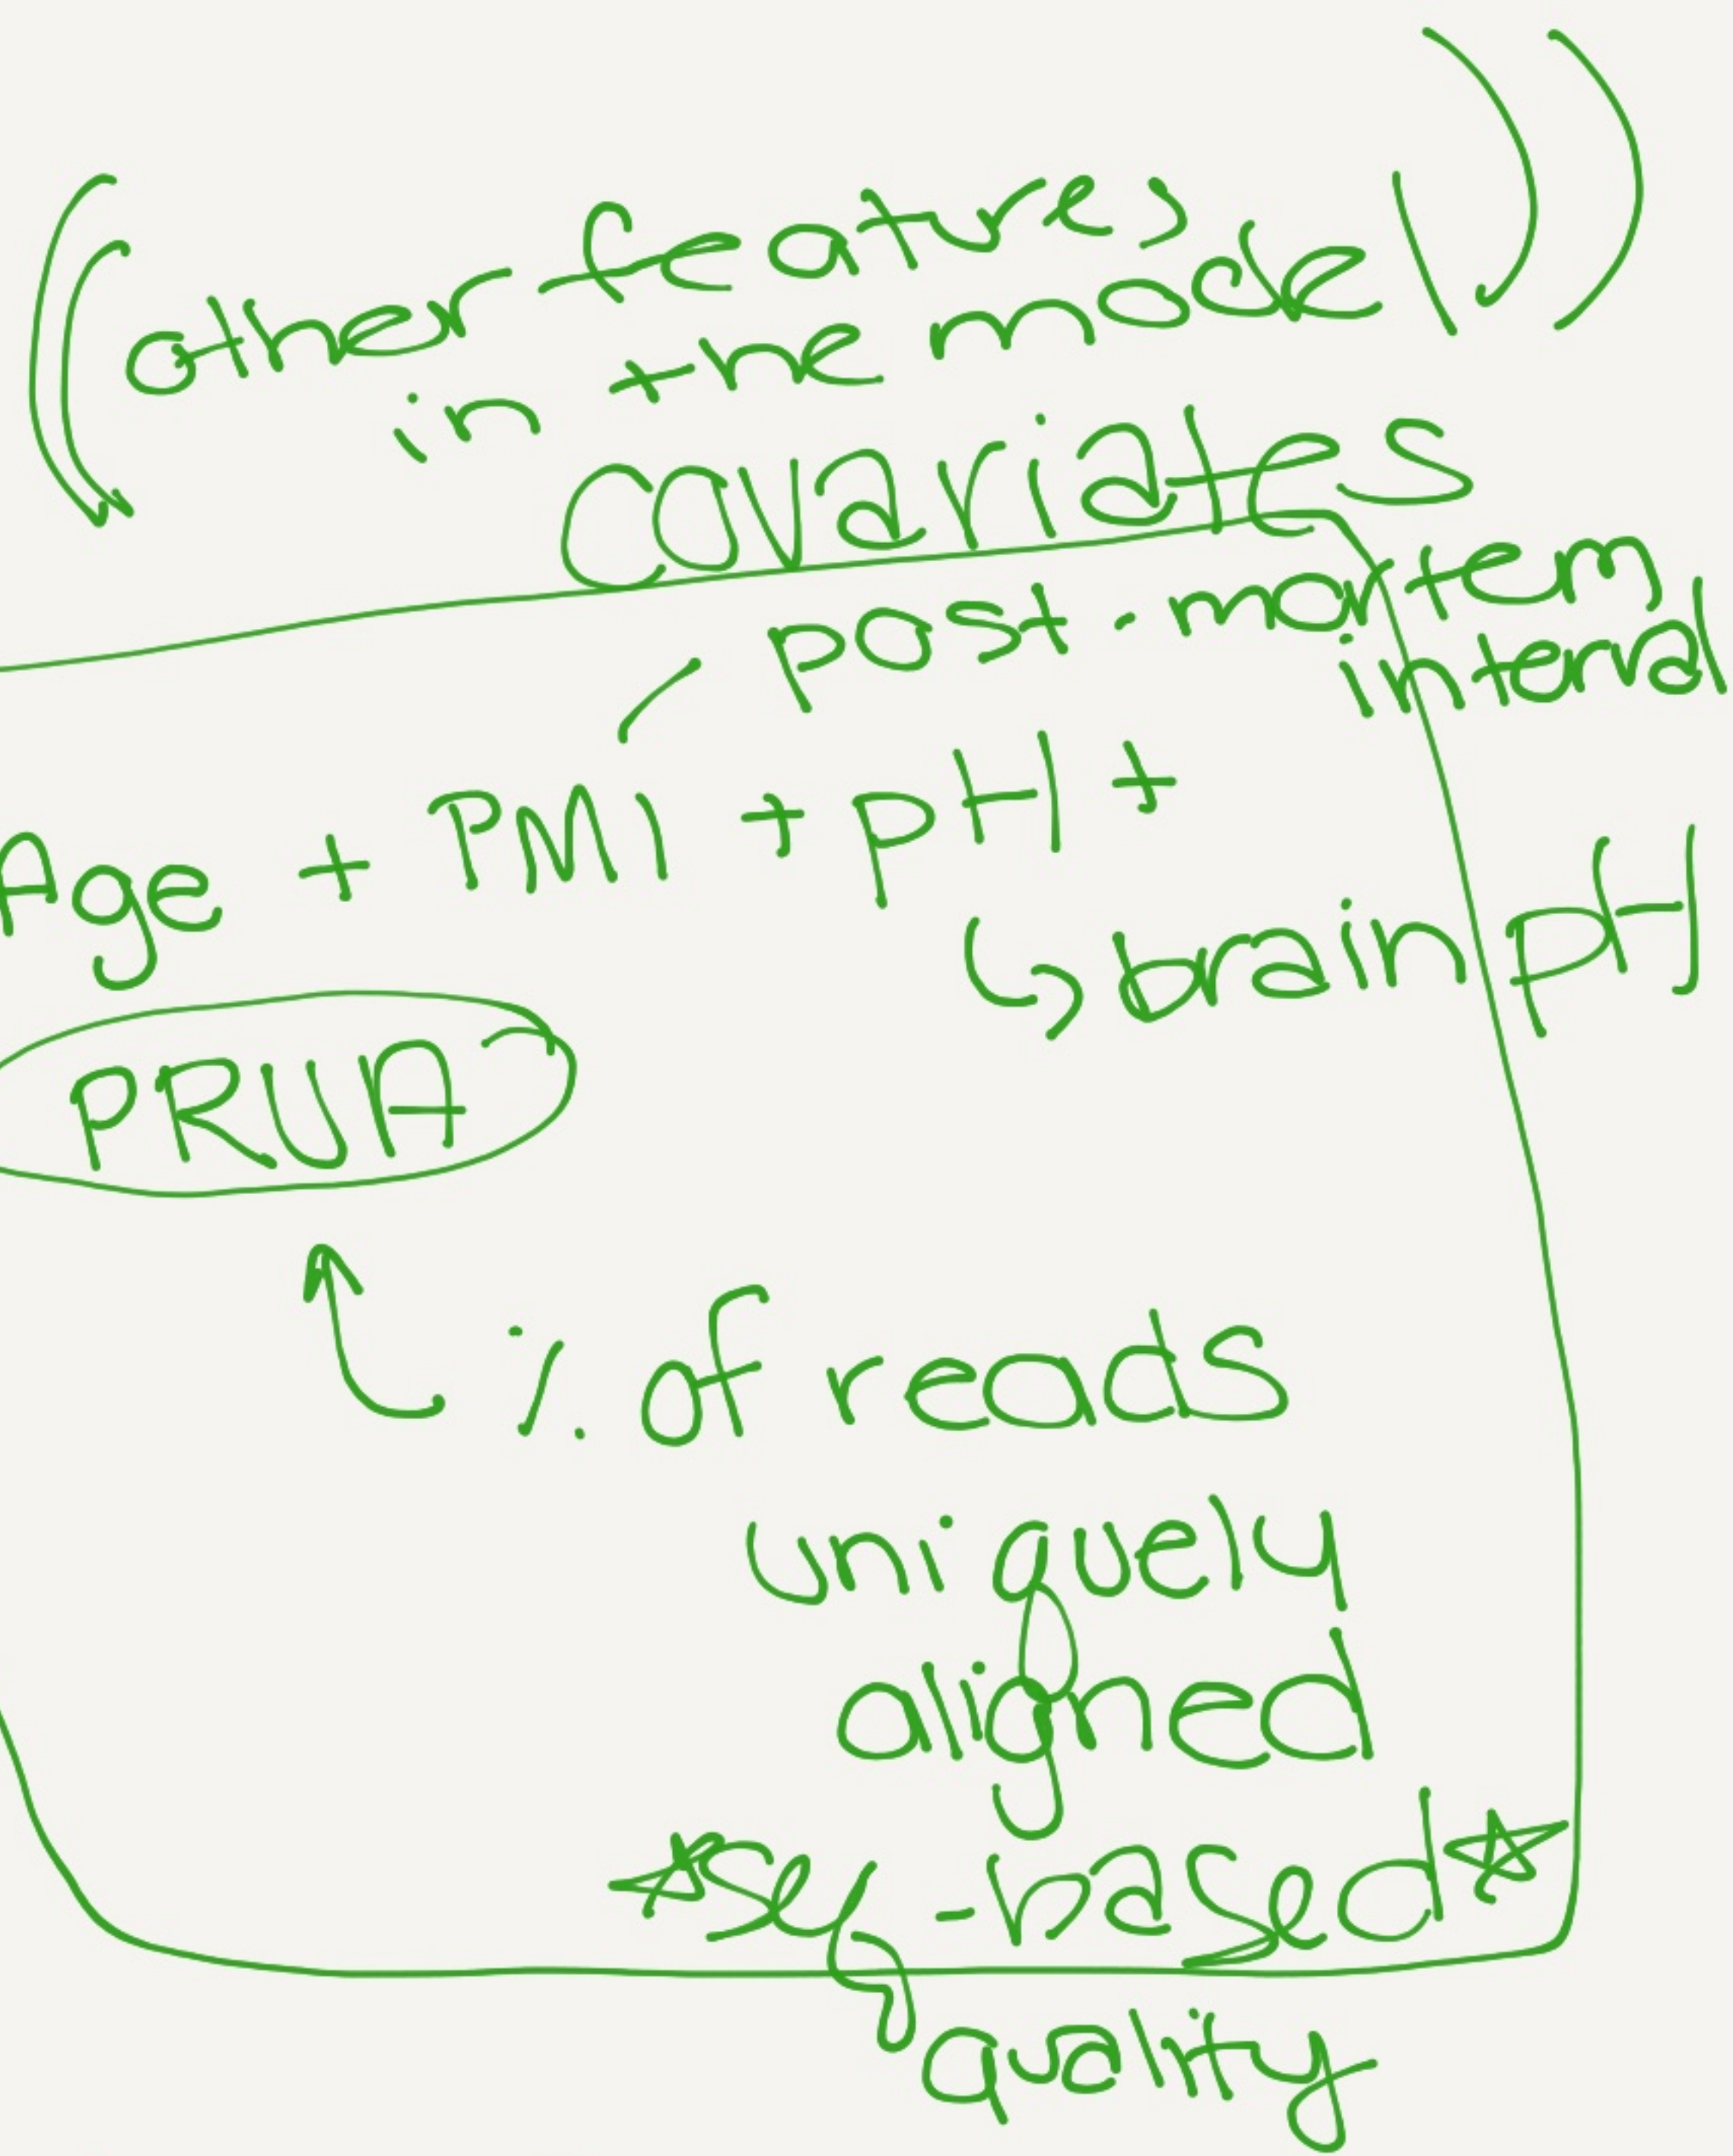 ((other features
in the model))
covariates
post-mortem
interval
Age + PMI + pH +
brain pH
PRUA
% of reads
uniquely
aligned
☆seq-based☆
quality